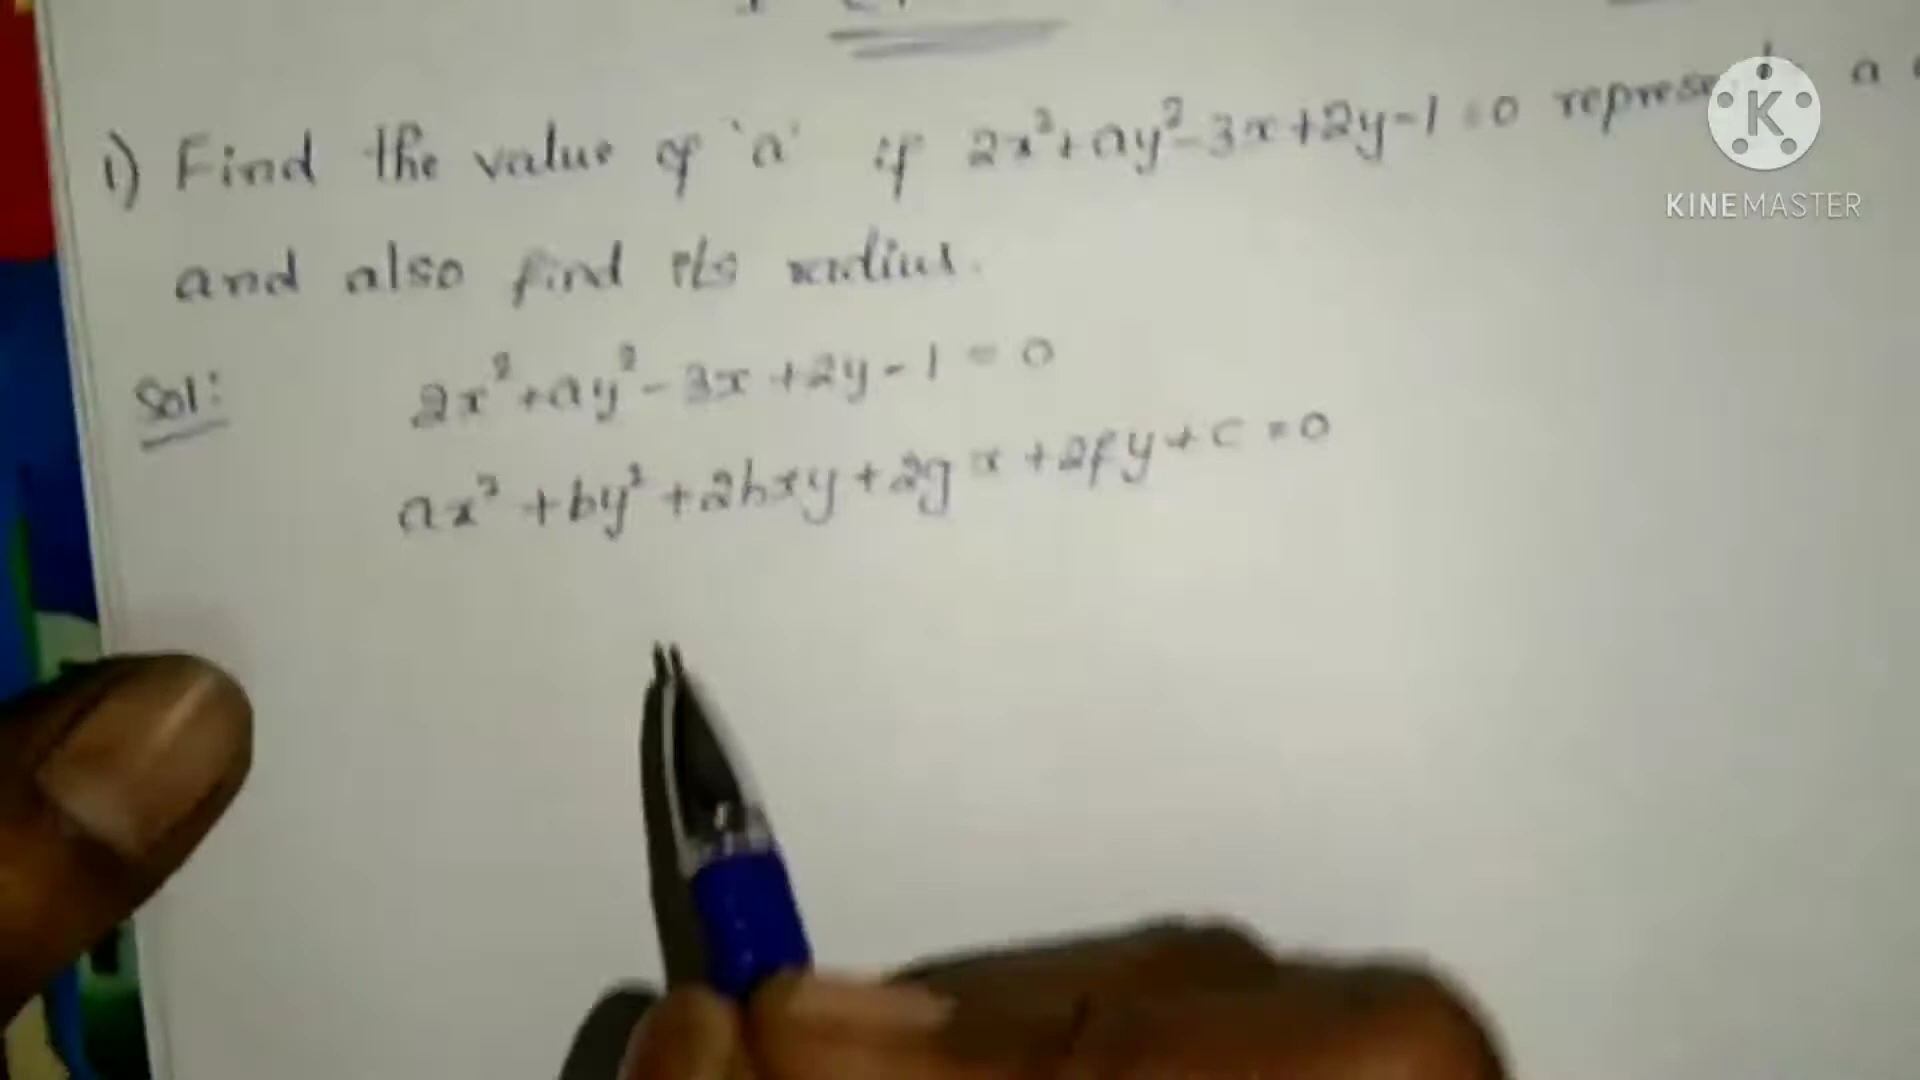 1) Find the value of 'a' if 2x²+ay²-3x+2y-1=0 represent a
and also find its radius.
Sol: 2x²+ay²-3x+2y-1=0
ax²+by²+2hxy+2gx+2fy+c=0
K
KINEMASTER